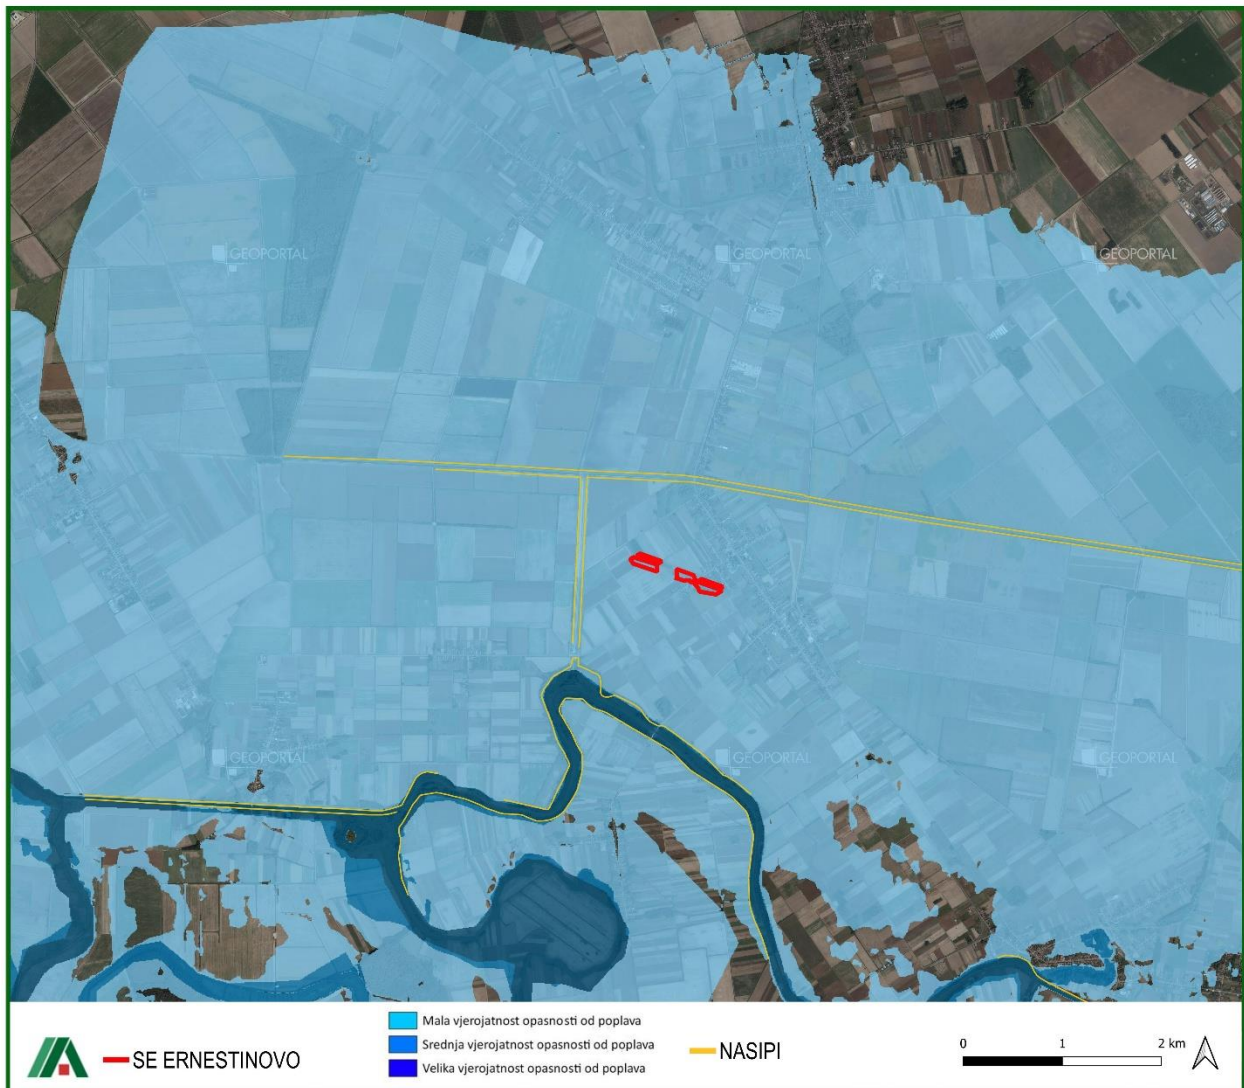 GEOPORTAL
GEOPORTAL
GEOPORTAL
GEOPORTAL
GEOPORTAL
GEOPORTAL
SE ERNESTINOVO
Mala vjerojatnost opasnosti od poplava
Srednja vjerojatnost opasnosti od poplava
Velika vjerojatnost opasnosti od poplava
NASIPI
0 1 2 km